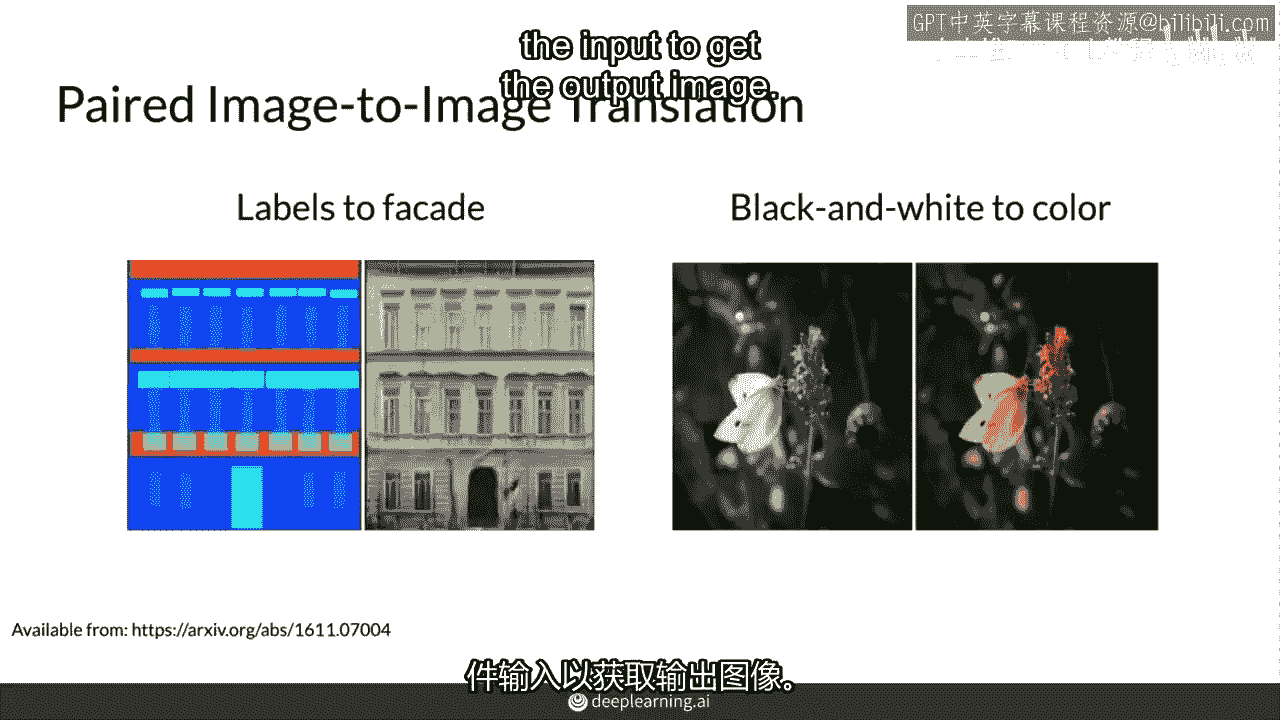 GPT中英字幕课程资源@bilibili.com
the input to get
the output image.
Paired Image-to-Image Translation
Labels to facade
Black-and-white to color
Available from: https://arxiv.org/abs/1611.07004
件输入以获取输出图像。
deeplearning.ai